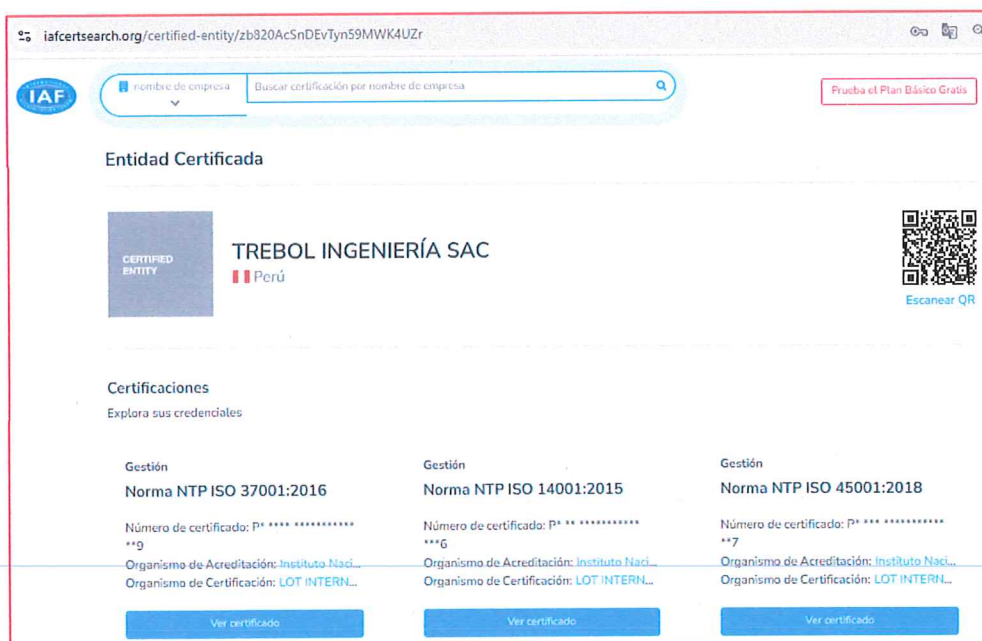 iafcertsearch.org/certified-entity/zb820AcSnDEvTyn59MWK4UZr
IAF
nombre de empresa
Buscar certificación por nombre de empresa
Prueba el Plan Básico Gratis
Entidad Certificada
CERTIFIED
ENTITY
TREBOL INGENIERÍA SAC
Perú
Escanear QR
Certificaciones
Explora sus credenciales
Gestión
Norma NTP ISO 37001:2016
Número de certificado: P* **** ***********
**9
Organismo de Acreditación: Instituto Naci...
Organismo de Certificación: LOT INTERN...
Ver certificado
Gestión
Norma NTP ISO 14001:2015
Número de certificado: P* ** ***********
***6
Organismo de Acreditación: Instituto Naci...
Organismo de Certificación: LOT INTERN...
Ver certificado
Gestión
Norma NTP ISO 45001:2018
Número de certificado: P* *** ***********
**7
Organismo de Acreditación: Instituto Naci...
Organismo de Certificación: LOT INTERN...
Ver certificado